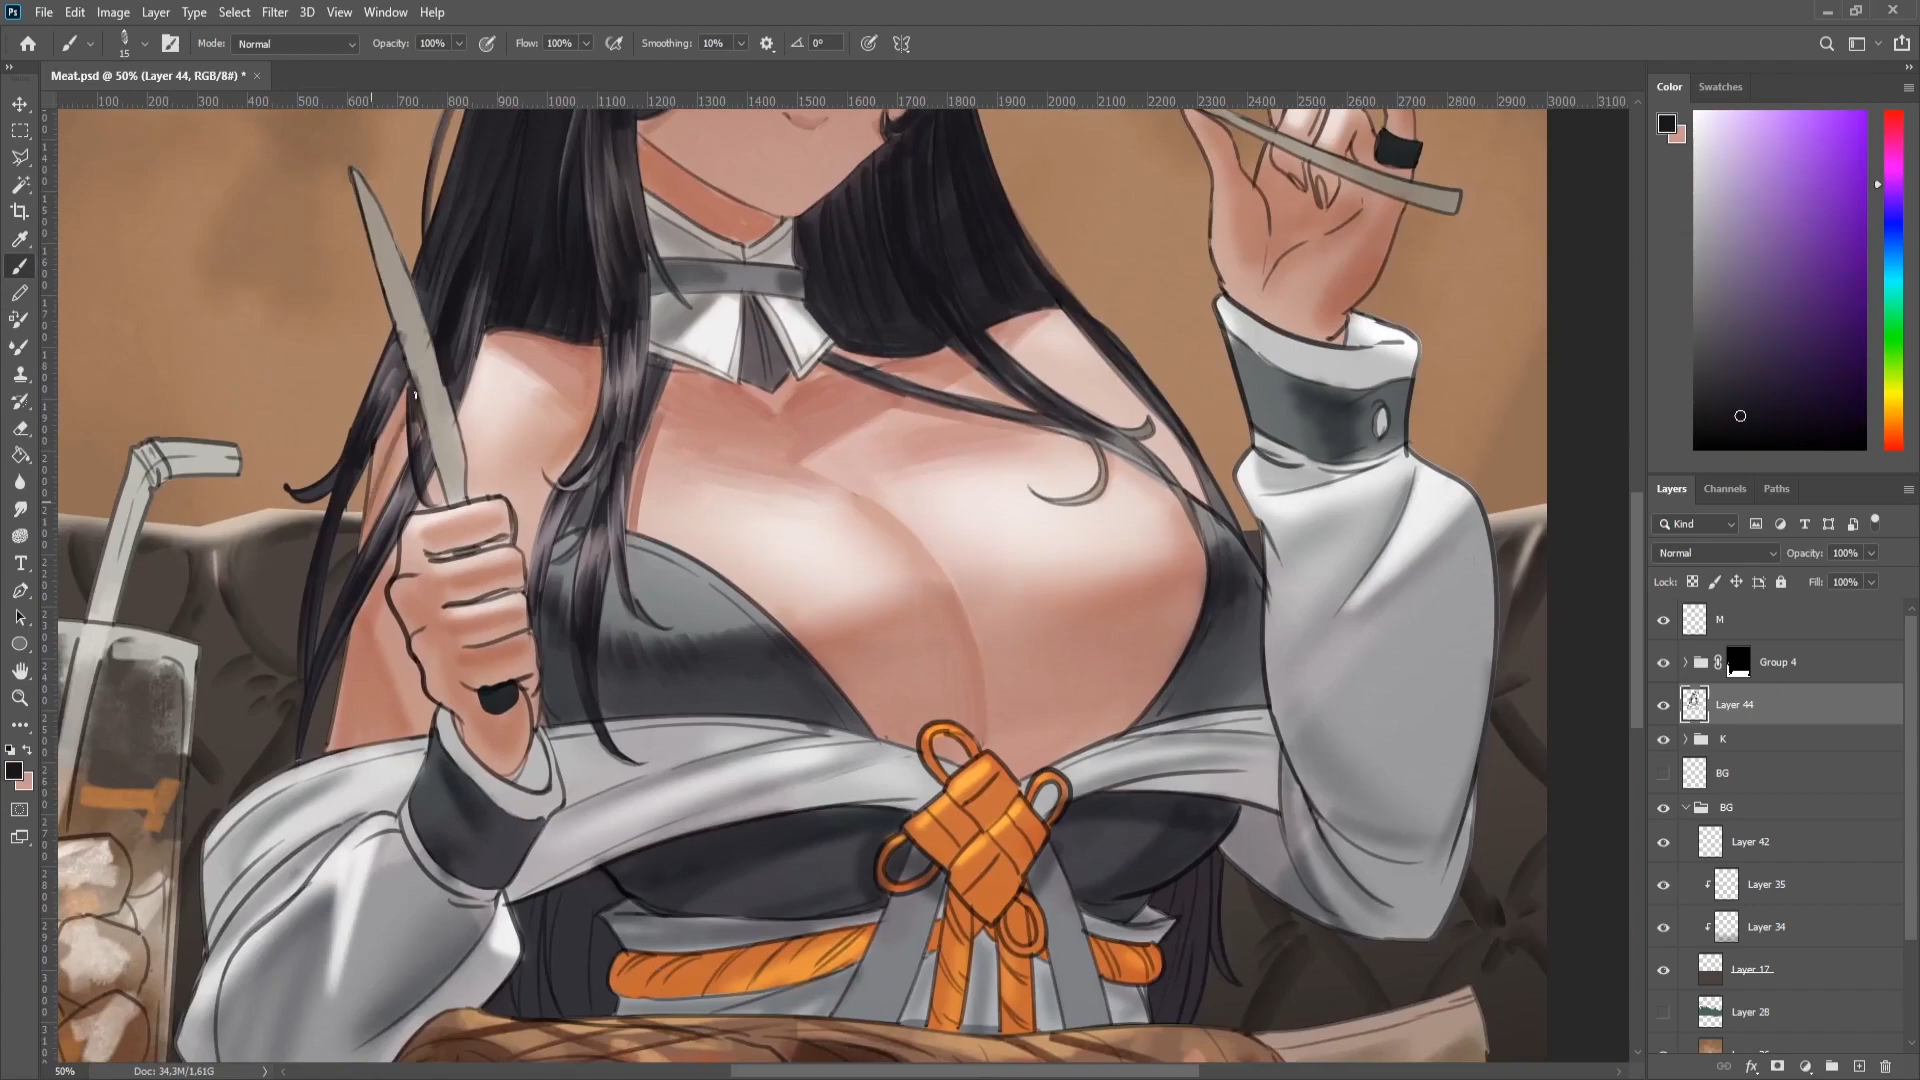 Ps File Edit Image Layer Type Select Filter 3D View Window Help
15 Mode: Normal Opacity: 100% Flow: 100% Smoothing: 10% 0°
Meat.psd @ 50% (Layer 44, RGB/8#) * ×
100 200 300 400 500 600 700 800 900 1000 1100 1200 1300 1400 1500 1600 1700 1800 1900 2000 2100 2200 2300 2400 2500 2600 2700 2800 2900 3000 3100
Color Swatches
Layers Channels Paths
Kind
Normal Opacity: 100%
Lock: Fill: 100%
M
Group 4
Layer 44
K
BG
BG
Layer 42
Layer 35
Layer 34
Layer 17
Layer 28
50% Doc: 34,3M/1,61G